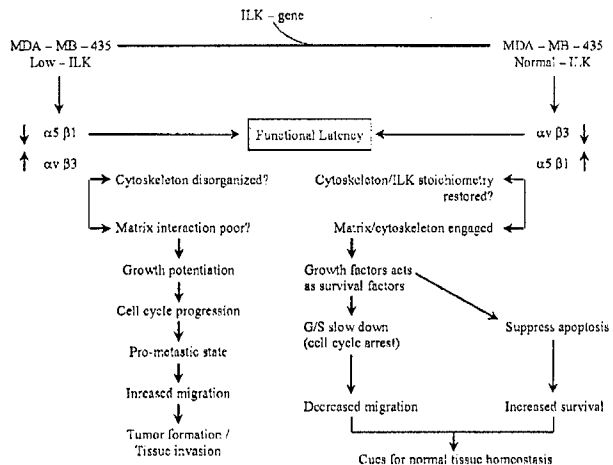 ILK – gene
MDA – MB – 435
Low – ILK
MDA – MB – 435
Normal – ILK
α5 β1
Functional Latency
αv β3
αv β3
α5 β1
Cytoskeleton disorganized?
Cytoskeleton/ILK stoichiometry
restored?
Matrix interaction poor?
Matrix/cytoskeleton engaged
Growth potentiation
Growth factors acts
as survival factors
Cell cycle progression
G/S slow down
(cell cycle arrest)
Suppress apoptosis
Pro-metastic state
Increased migration
Decreased migration
Increased survival
Tumor formation /
Tissue invasion
Cues for normal tissue homeostasis